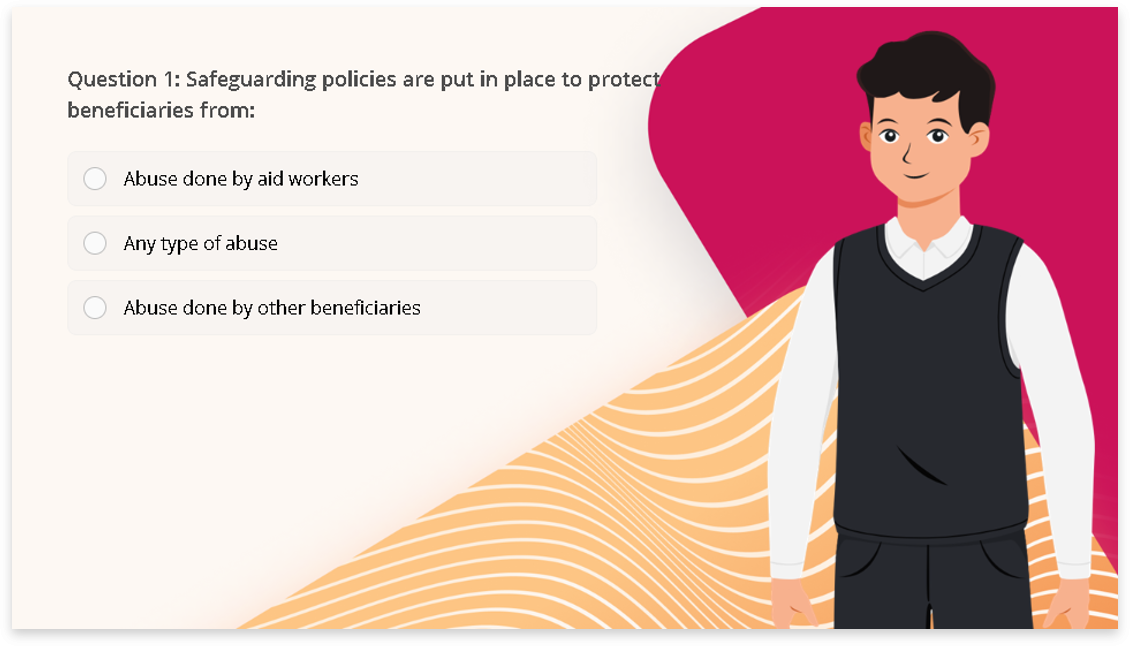 Question 1: Safeguarding policies are put in place to protect
beneficiaries from:
Abuse done by aid workers
Any type of abuse
Abuse done by other beneficiaries